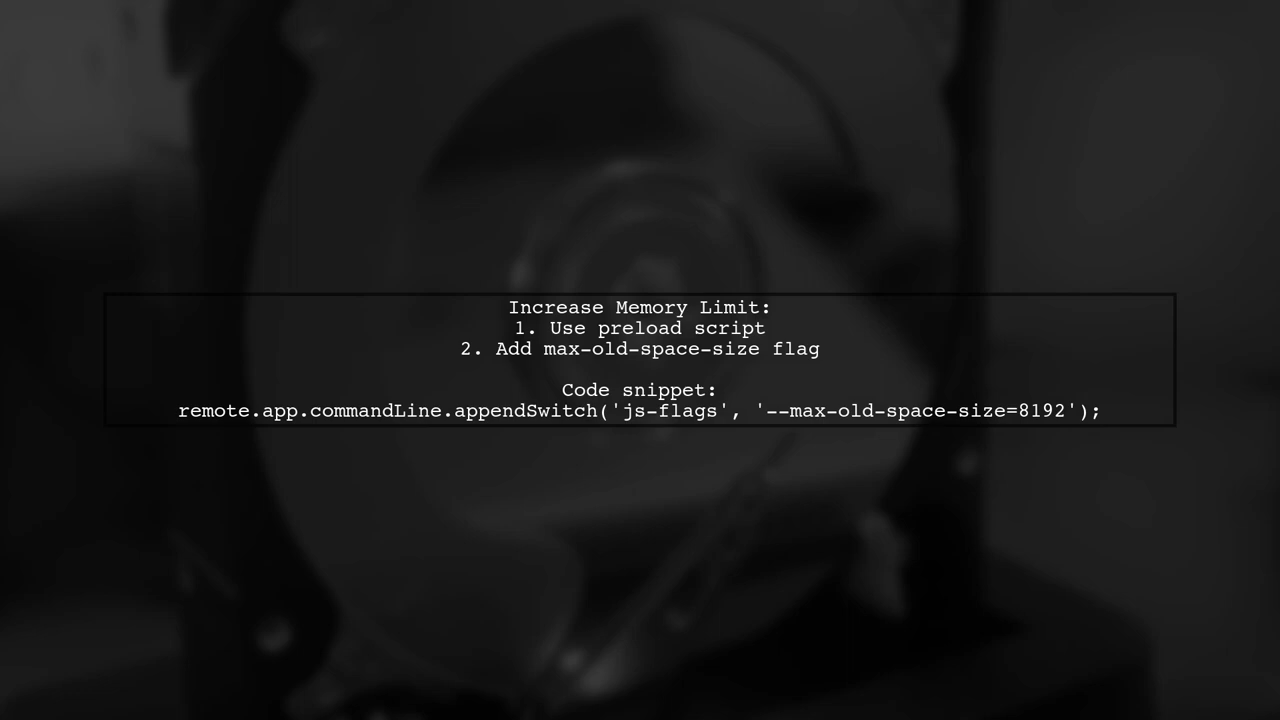 Increase Memory Limit:
1. Use preload script
2. Add max-old-space-size flag
Code snippet:
remote.app.commandLine.appendSwitch('js-flags', '--max-old-space-size=8192');